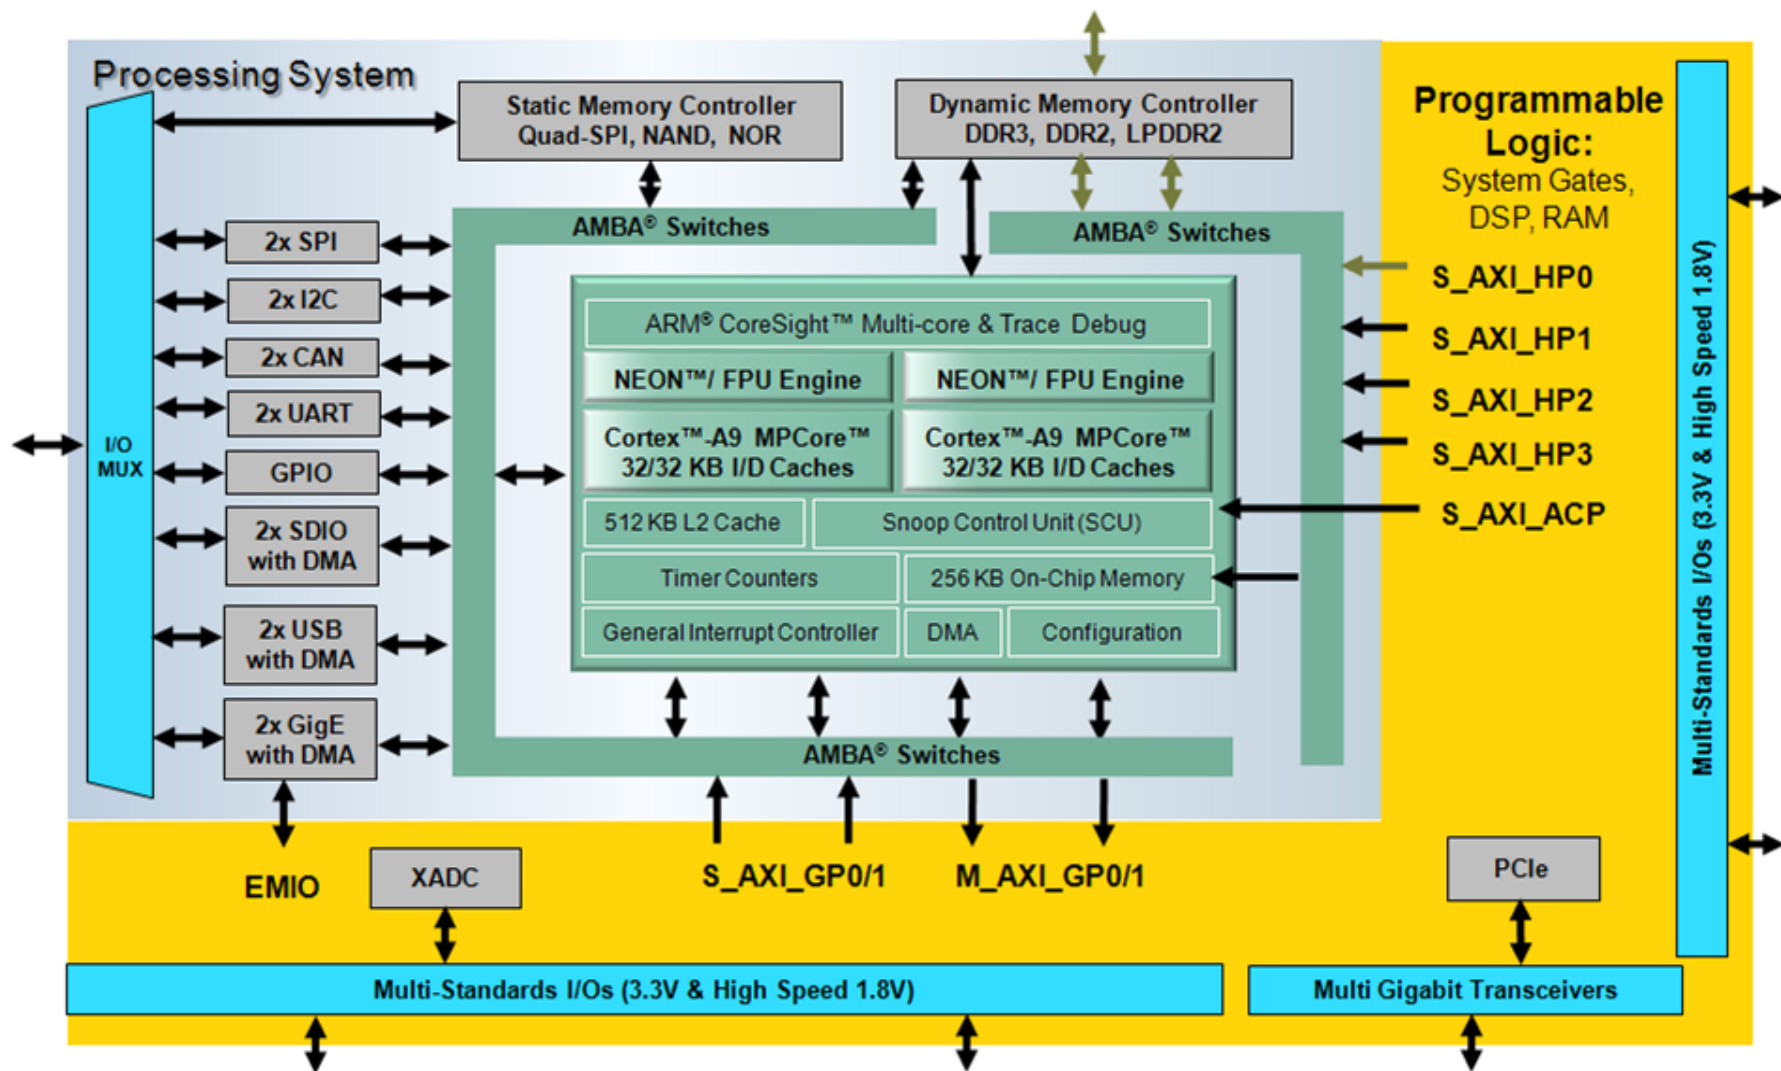 Processing System
Static Memory Controller
Quad-SPI, NAND, NOR
Dynamic Memory Controller
DDR3, DDR2, LPDDR2
Programmable
Logic:
System Gates,
DSP, RAM
AMBA® Switches
AMBA® Switches
2x SPI
2x I2C
2x CAN
2x UART
GPIO
2x SDIO
with DMA
2x USB
with DMA
2x GigE
with DMA
I/O
MUX
ARM® CoreSight™ Multi-core & Trace Debug
NEON™/ FPU Engine
NEON™/ FPU Engine
Cortex™-A9 MPCore™
32/32 KB I/D Caches
Cortex™-A9 MPCore™
32/32 KB I/D Caches
512 KB L2 Cache
Snoop Control Unit (SCU)
Timer Counters
256 KB On-Chip Memory
General Interrupt Controller
DMA
Configuration
AMBA® Switches
S_AXI_HP0
S_AXI_HP1
S_AXI_HP2
S_AXI_HP3
S_AXI_ACP
Multi-Standards I/Os (3.3V & High Speed 1.8V)
EMIO
XADC
S_AXI_GP0/1
M_AXI_GP0/1
PCIe
Multi-Standards I/Os (3.3V & High Speed 1.8V)
Multi Gigabit Transceivers